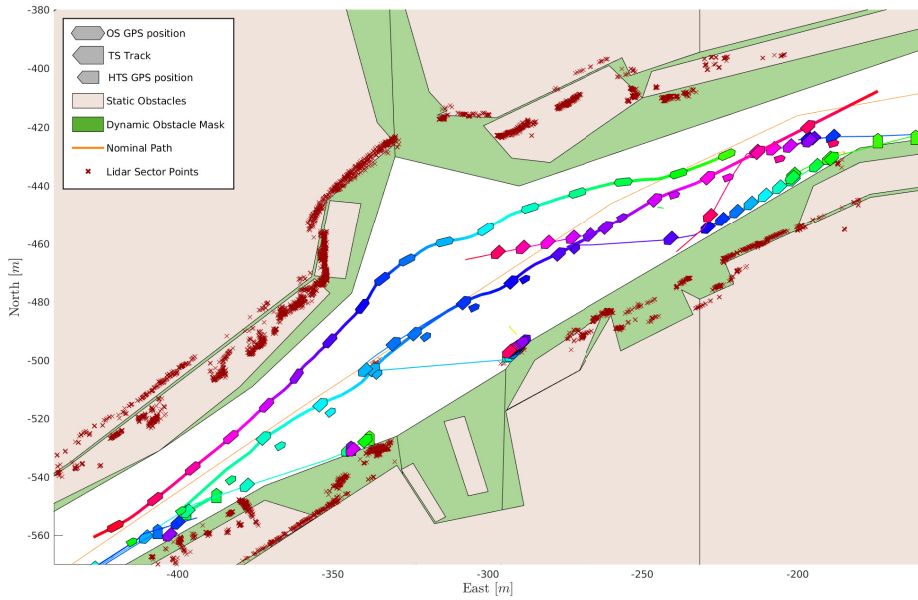 -380
-400
-420
-440
-460
-480
-500
-520
-540
-560
North [m]
OS GPS position
TS Track
HTS GPS position
Static Obstacles
Dynamic Obstacle Mask
Nominal Path
Lidar Sector Points
-400
-350
-300
-250
-200
East [m]